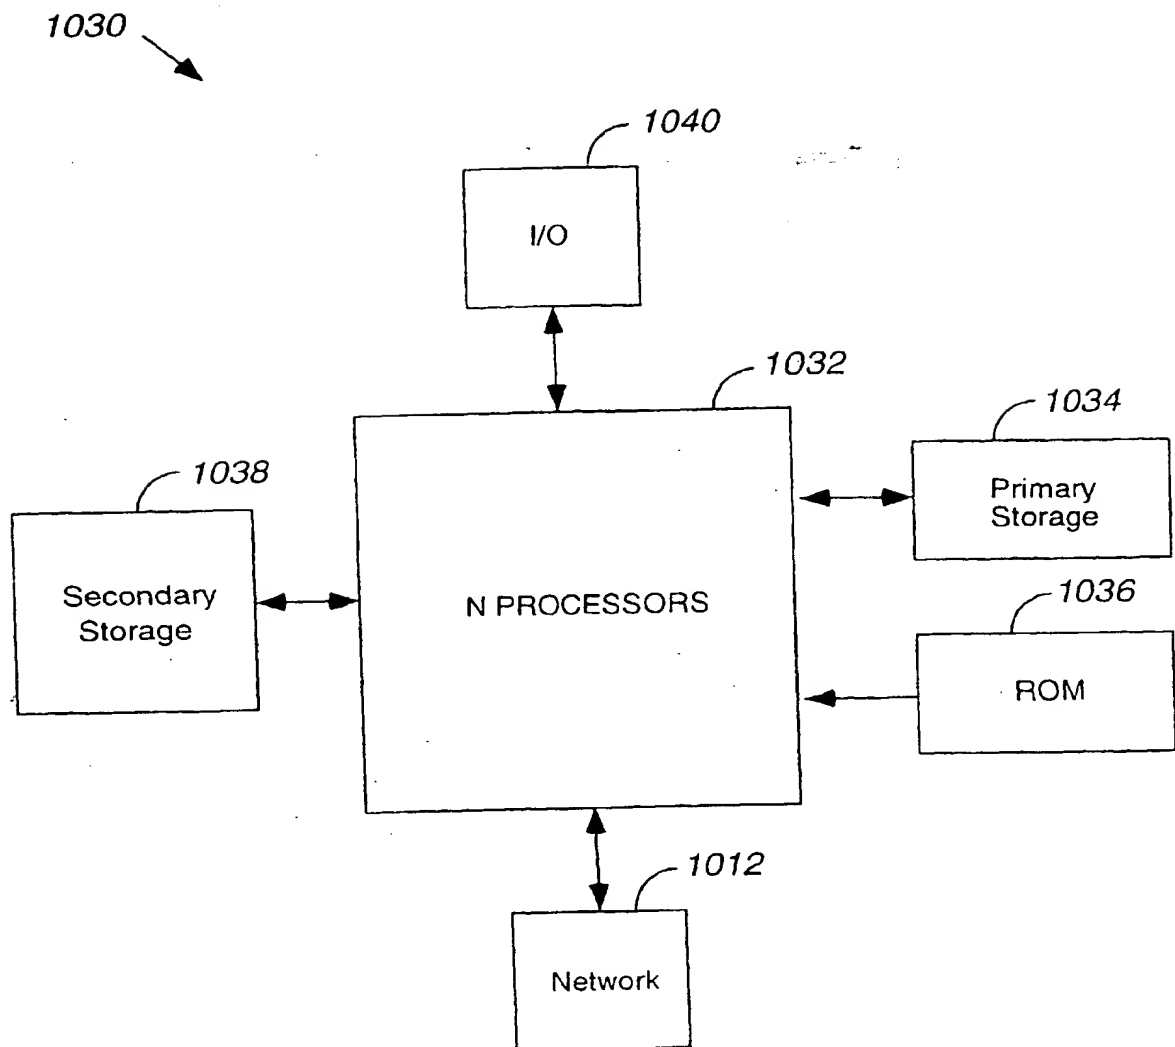 1030
1040
I/O
1032
1034
Primary
Storage
1038
Secondary
Storage
N PROCESSORS
1036
ROM
1012
Network